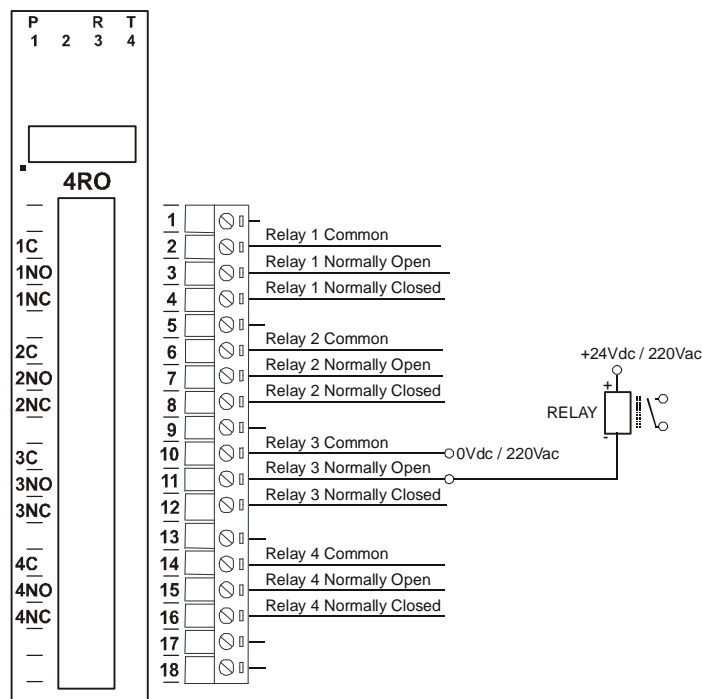 P R T
1 2 3 4
4RO
1C
1NO
1NC
2C
2NO
2NC
3C
3NO
3NC
4C
4NO
4NC
1
2 Relay 1 Common
3 Relay 1 Normally Open
4 Relay 1 Normally Closed
5
6 Relay 2 Common
7 Relay 2 Normally Open
8 Relay 2 Normally Closed
9
10 Relay 3 Common 0Vdc / 220Vac
11 Relay 3 Normally Open
12 Relay 3 Normally Closed
13
14 Relay 4 Common
15 Relay 4 Normally Open
16 Relay 4 Normally Closed
17
18
+24Vdc / 220Vac
+
RELAY
-